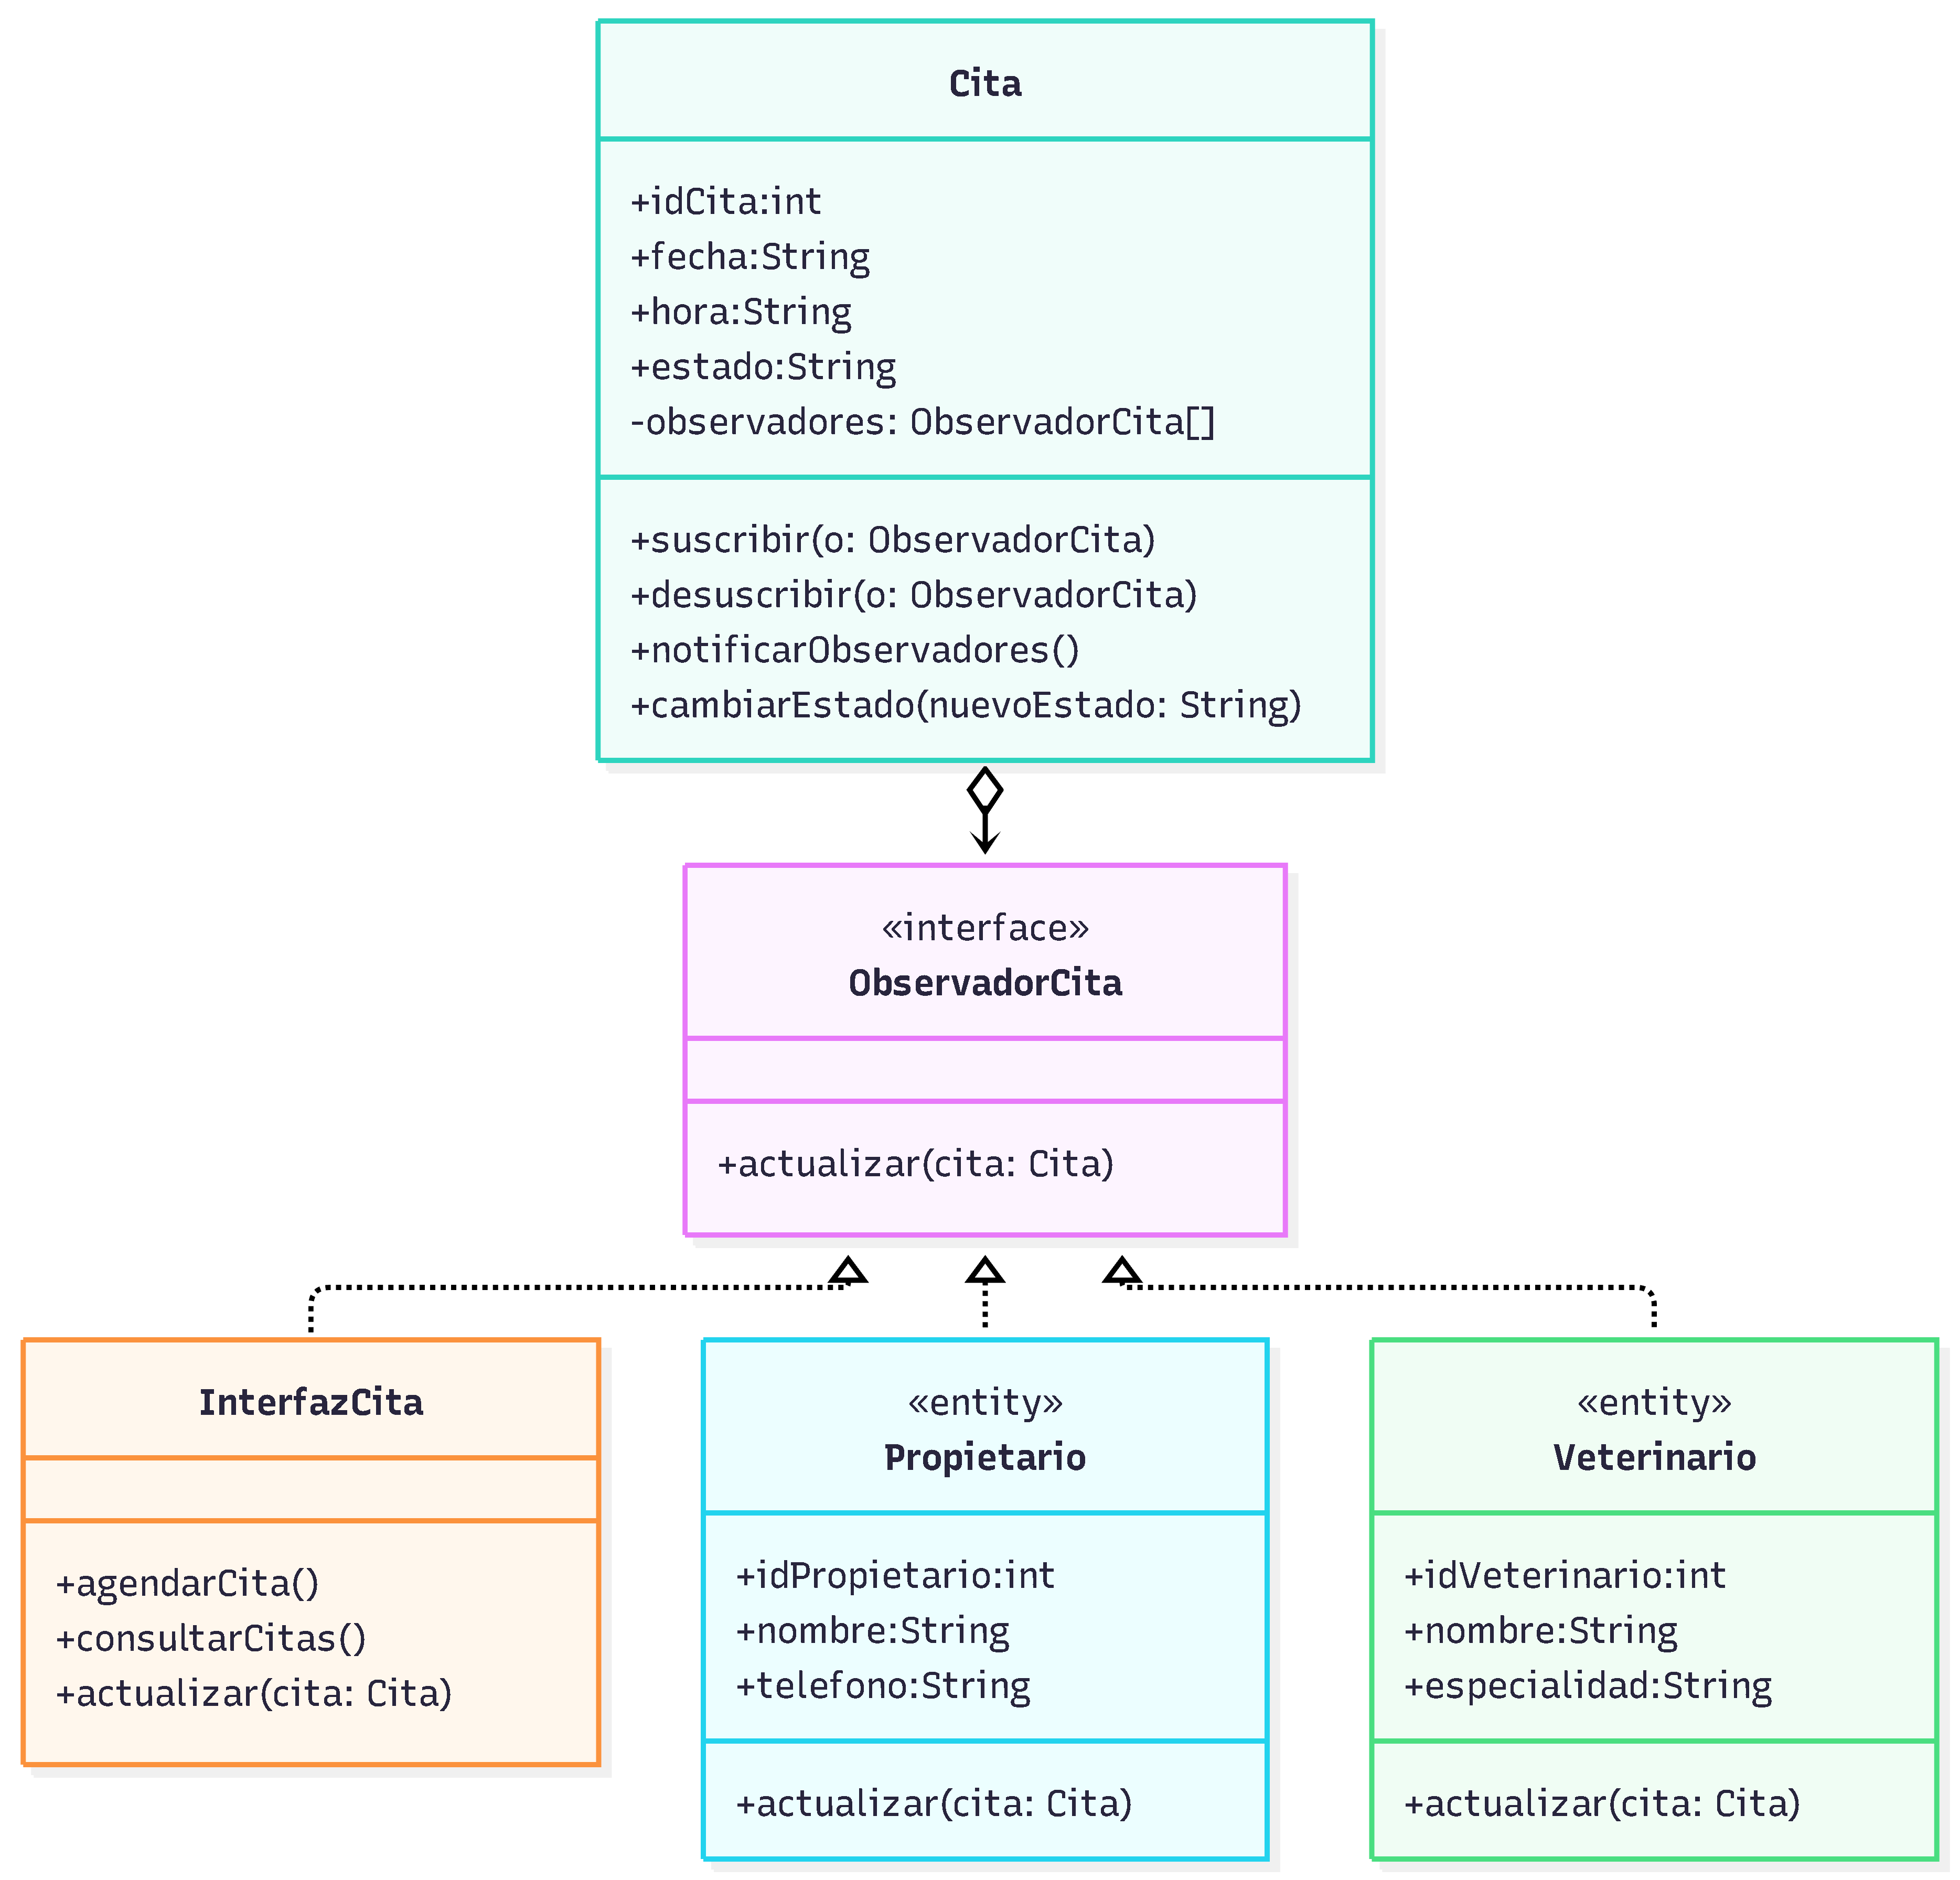 Cita
+idCita:int
+fecha:String
+hora:String
+estado:String
-observadores: ObservadorCita[]
+suscribir(o: ObservadorCita)
+desuscribir(o: ObservadorCita)
+notificarObservadores()
+cambiarEstado(nuevoEstado: String)
«interface»
ObservadorCita
+actualizar(cita: Cita)
InterfazCita
+agendarCita()
+consultarCitas()
+actualizar(cita: Cita)
«entity»
Propietario
+idPropietario:int
+nombre:String
+telefono:String
+actualizar(cita: Cita)
«entity»
Veterinario
+idVeterinario:int
+nombre:String
+especialidad:String
+actualizar(cita: Cita)